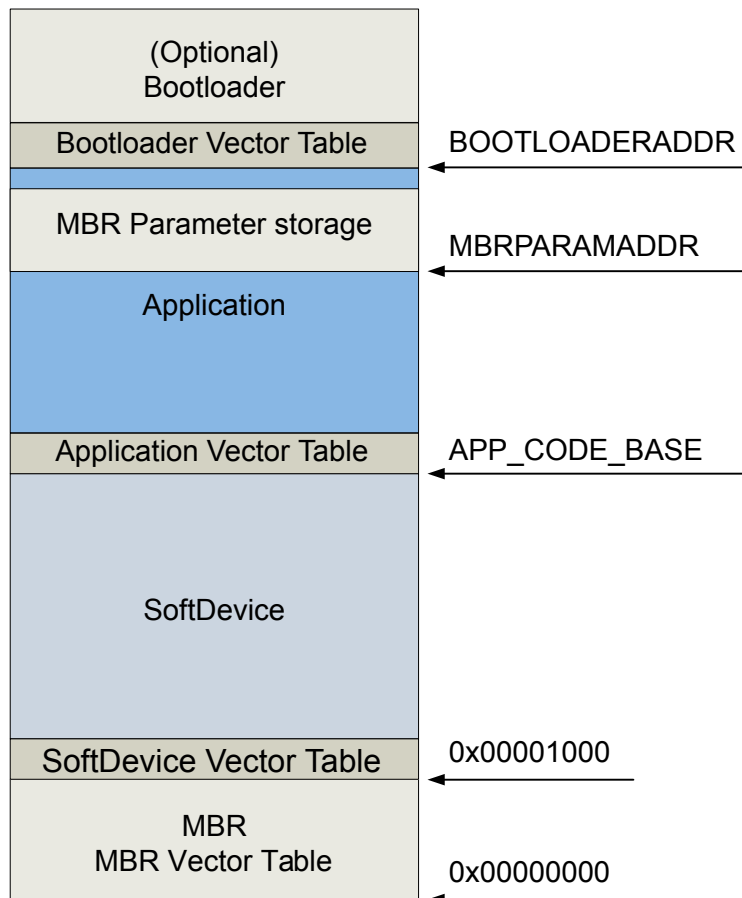 (Optional)
Bootloader
Bootloader Vector Table
BOOTLOADERADDR
MBR Parameter storage
MBRPARAMADDR
Application
Application Vector Table
APP_CODE_BASE
SoftDevice
SoftDevice Vector Table
0x00001000
MBR
MBR Vector Table
0x00000000